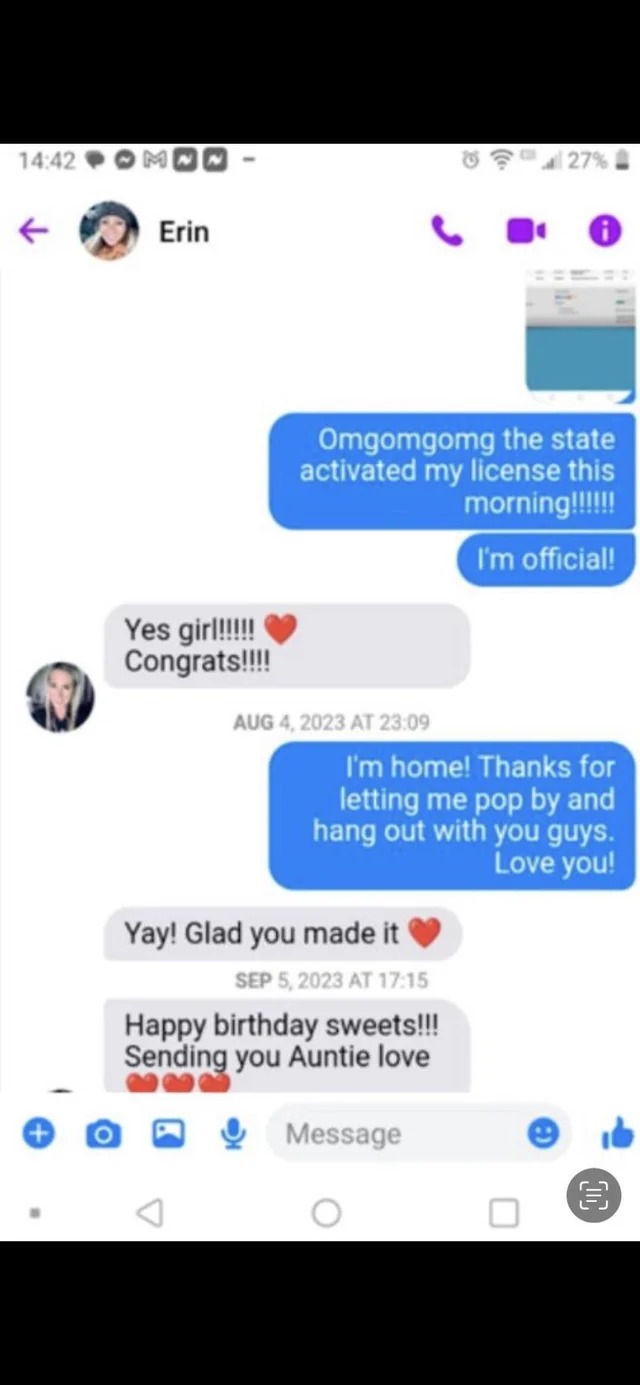 14:42
27%
Erin
Omgomgomg the state
activated my license this
morning!!!!!!
I'm official!
Yes girl!!!!! ❤️
Congrats!!!!
AUG 4, 2023 AT 23:09
I'm home! Thanks for
letting me pop by and
hang out with you guys.
Love you!
Yay! Glad you made it ❤️
SEP 5, 2023 AT 17:15
Happy birthday sweets!!!
Sending you Auntie love
❤️❤️❤️
Message